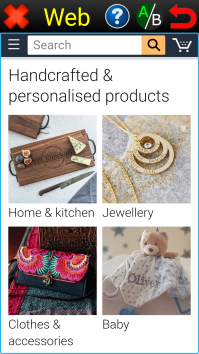 Web
?
A/B
Search
Handcrafted &
personalised products
Home & kitchen
Jewellery
Clothes &
accessories
Baby